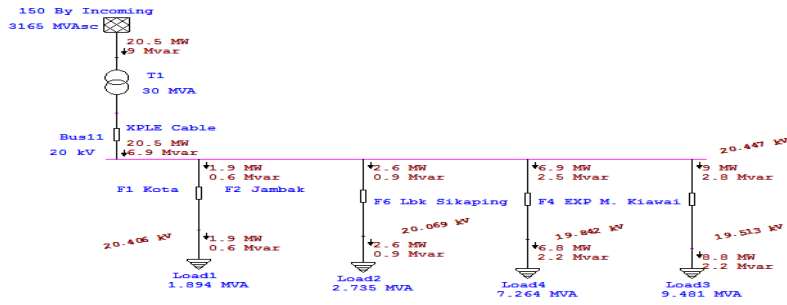 150 By Incoming
3165 MVAsc
20.5 MW
9 Mvar
T1
30 MVA
XPLE Cable
Bus11
20 kV
20.5 MW
6.9 Mvar
20.447 kV
1.9 MW
0.6 Mvar
2.6 MW
0.9 Mvar
6.9 MW
2.5 Mvar
9 MW
2.8 Mvar
F1 Kota
F2 Jambak
F6 Lbk Sikaping
F4 EXP M. Kiawai
20.406 kV
20.069 kV
19.842 kV
19.513 kV
1.9 MW
0.6 Mvar
2.6 MW
0.9 Mvar
6.8 MW
2.2 Mvar
8.8 MW
2.2 Mvar
Load1
1.894 MVA
Load2
2.735 MVA
Load4
7.264 MVA
Load3
9.481 MVA